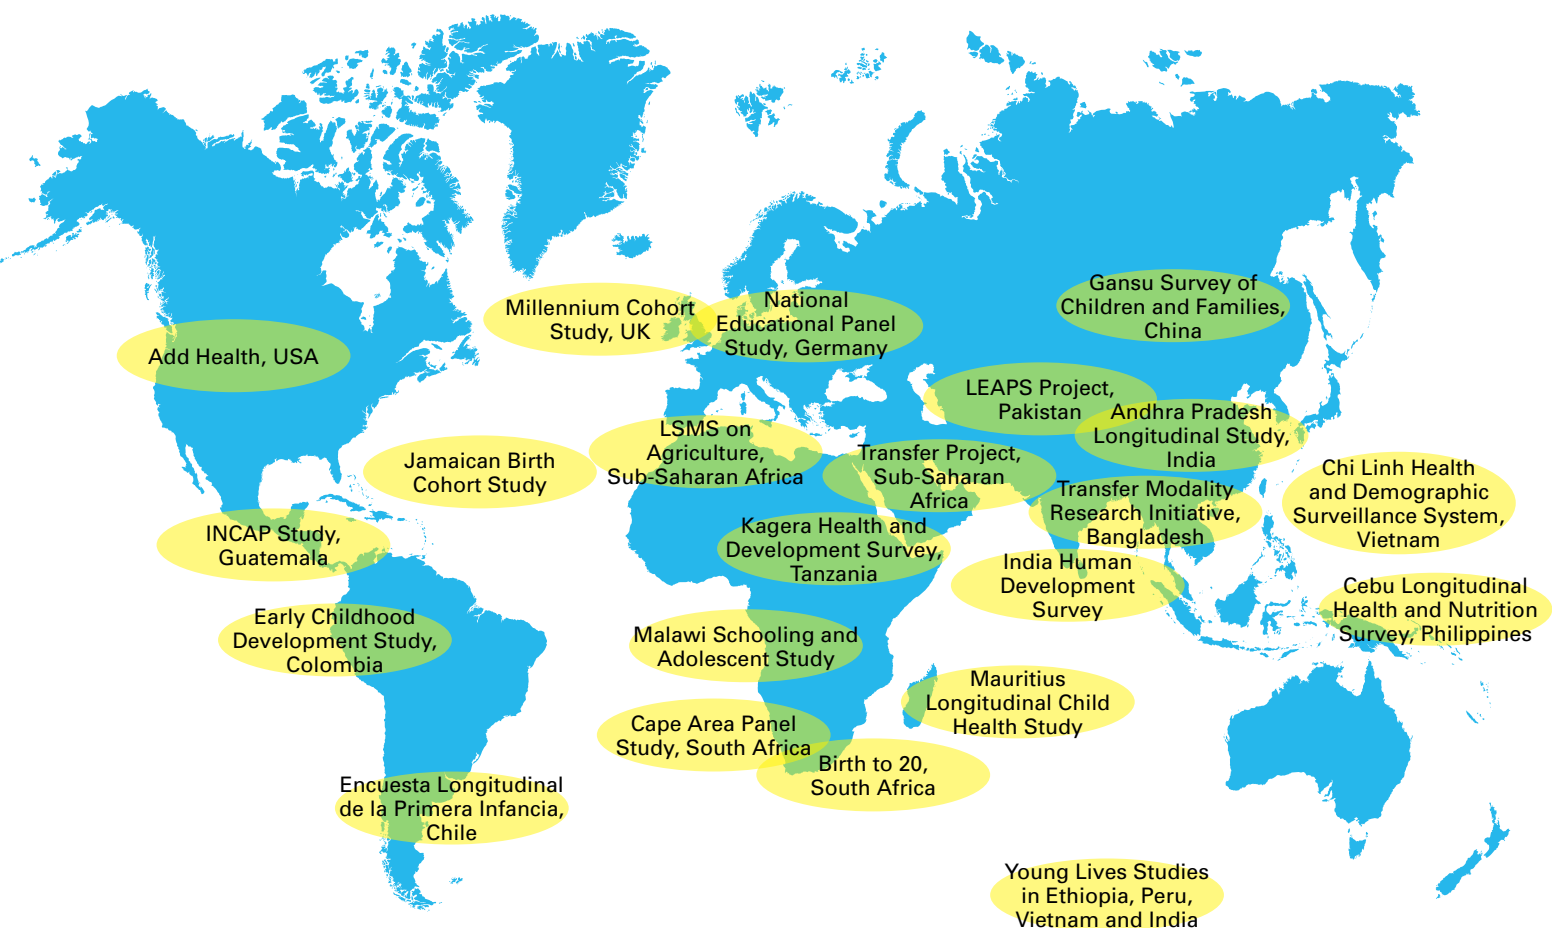 Gansu Survey of
Children and Families,
China
Millennium Cohort
Study, UK
National
Educational Panel
Study, Germany
Add Health, USA
LEAPS Project,
Pakistan
Andhra Pradesh
Longitudinal Study,
India
LSMS on
Agriculture,
Sub-Saharan Africa
Transfer Project,
Sub-Saharan
Africa
Jamaican Birth
Cohort Study
Chi Linh Health
and Demographic
Surveillance System,
Vietnam
Transfer Modality
Research Initiative,
Bangladesh
INCAP Study,
Guatemala
Kagera Health and
Development Survey,
Tanzania
India Human
Development
Survey
Cebu Longitudinal
Health and Nutrition
Survey, Philippines
Early Childhood
Development Study,
Colombia
Malawi Schooling and
Adolescent Study
Mauritius
Longitudinal Child
Health Study
Cape Area Panel
Study, South Africa
Birth to 20,
South Africa
Encuesta Longitudinal
de la Primera Infancia,
Chile
Young Lives Studies
in Ethiopia, Peru,
Vietnam and India